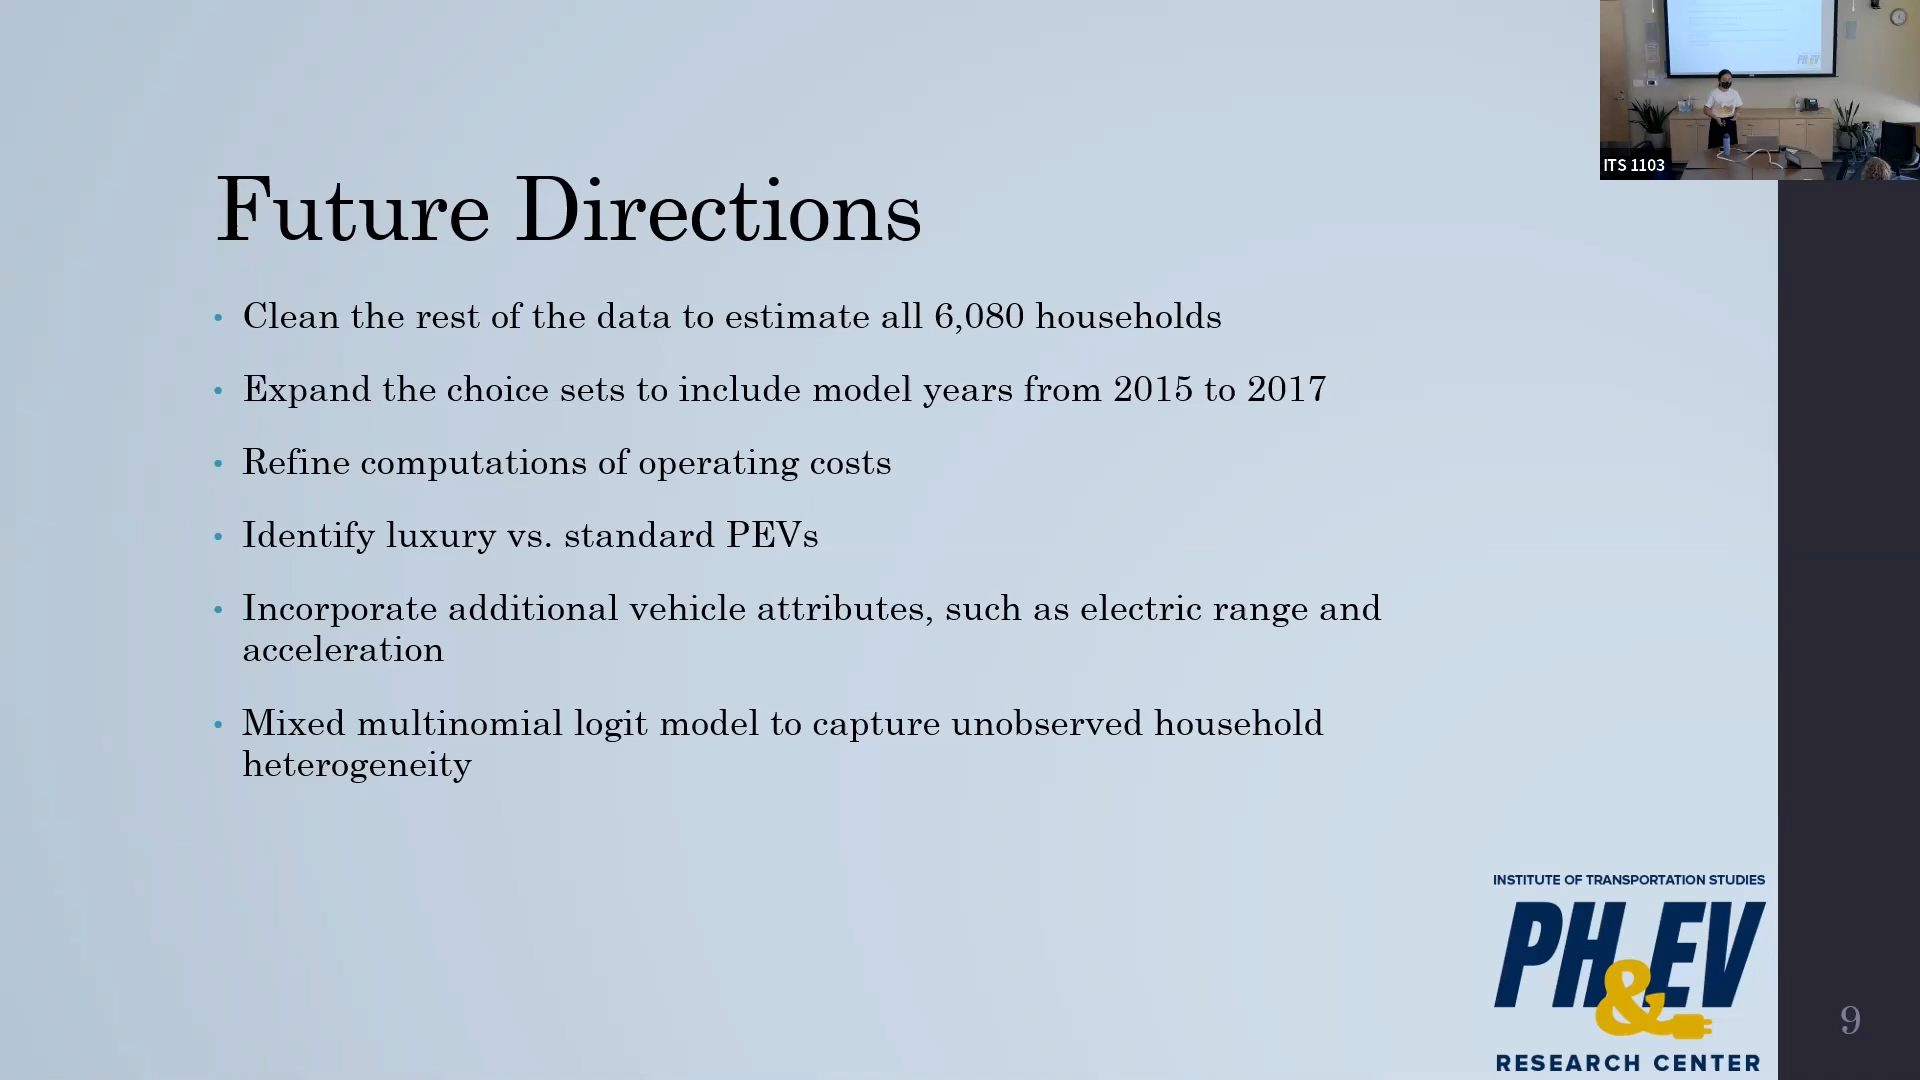 Future Directions
Clean the rest of the data to estimate all 6,080 households
Expand the choice sets to include model years from 2015 to 2017
Refine computations of operating costs
Identify luxury vs. standard PEVs
Incorporate additional vehicle attributes, such as electric range and
acceleration
Mixed multinomial logit model to capture unobserved household
heterogeneity
ITS 1103
INSTITUTE OF TRANSPORTATION STUDIES
PH&EV
RESEARCH CENTER
9